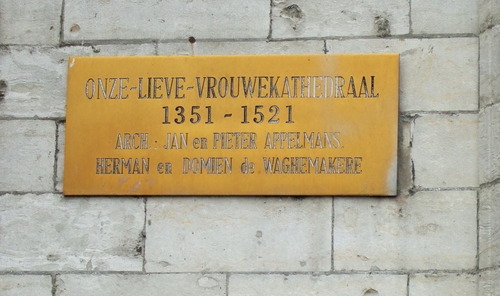 ONZE-LIEVE-VROUWEKATHEDRAAL
1351 - 1521
ARCH · JAN en PIETER APPELMANS.
HERMAN en DOMIEN de WAGHEMAKERE